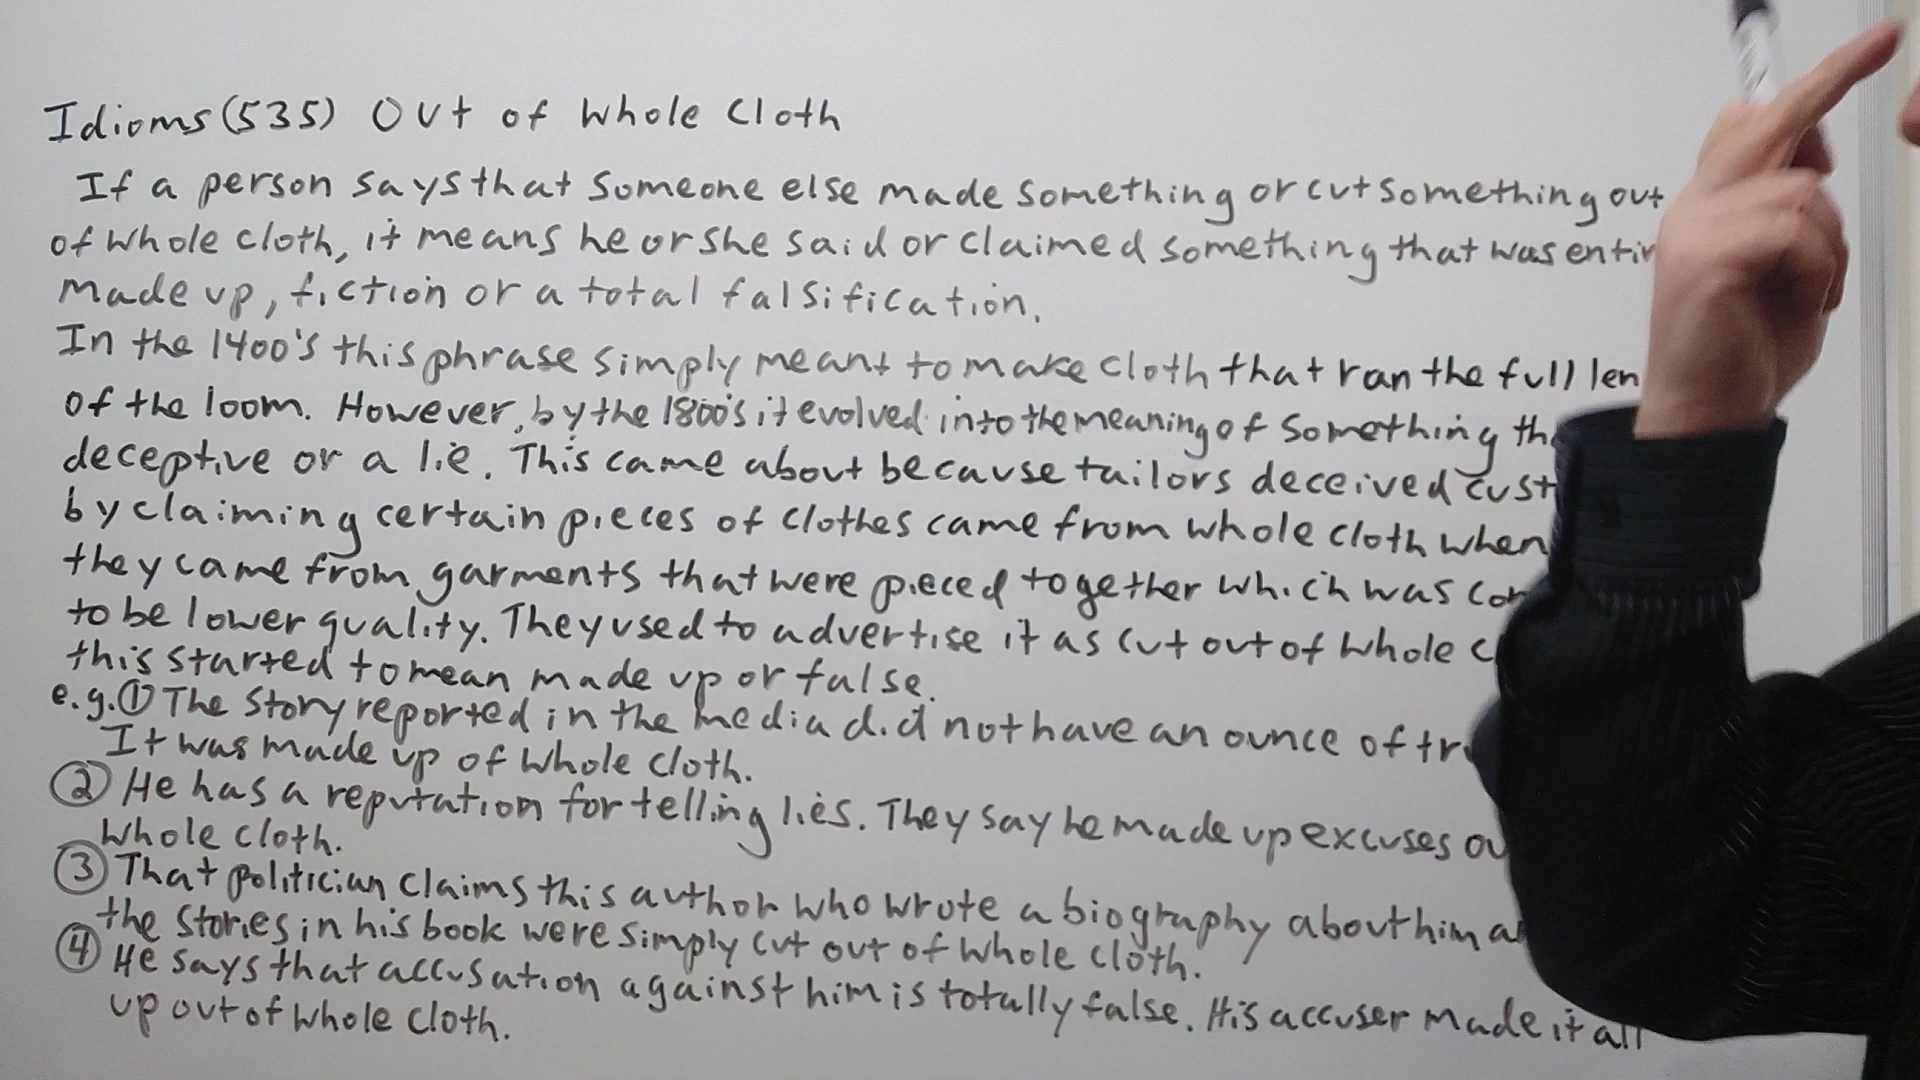 Idioms(535) Out of Whole Cloth
If a person says that someone else made something or cut something out
of whole cloth, it means he or she said or claimed something that was
made up, fiction or a total falsification.
In the 1400's this phrase simply meant to make cloth that ran the full
of the loom. However, by the 1800's it evolved into the meaning of something
deceptive or a lie. This came about because tailors deceived
by claiming certain pieces of clothes came from whole cloth when
they came from garments that were pieced together which was
to be lower quality. They used to advertise it as cut out of whole
this started to mean made up or false.
e.g. ① The story reported in the media did not have an ounce of
It was made up of whole cloth.
② He has a reputation for telling lies. They say he made up excuses
whole cloth.
③ That politician claims this author who wrote a biography about him
the stories in his book were simply cut out of whole cloth.
④ He says that accusation against him is totally false. His accuser made it all
up out of whole cloth.